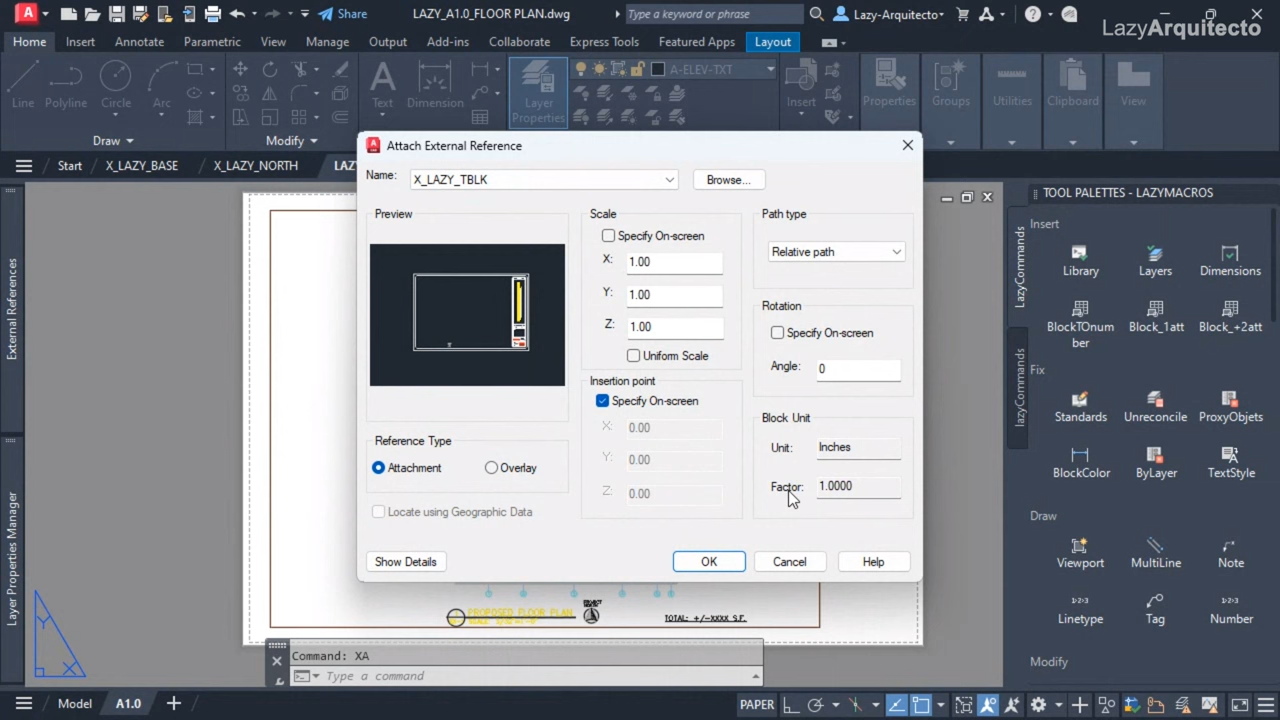 A
Share
LAZY_A1.0_FLOOR PLAN.dwg
Type a keyword or phrase
Lazy-Arquitecto
LazyArquitecto
Home
Insert
Annotate
Parametric
View
Manage
Output
Add-ins
Collaborate
Express Tools
Featured Apps
Layout
A-ELEV-TXT
Line
Polyline
Circle
Arc
Text
Dimension
Layer
Properties
Insert
Properties
Groups
Utilities
Clipboard
View
Draw
Modify
Start
X_LAZY_BASE
X_LAZY_NORTH
LAZ
Attach External Reference
Name:
X_LAZY_TBLK
Browse...
Preview
Scale
Specify On-screen
X:
1.00
Y:
1.00
Z:
1.00
Uniform Scale
Path type
Relative path
Rotation
Specify On-screen
Angle:
0
Insertion point
Specify On-screen
X:
0.00
Y:
0.00
Z:
0.00
Block Unit
Unit:
Inches
Factor:
1.0000
Reference Type
Attachment
Overlay
Locate using Geographic Data
Show Details
OK
Cancel
Help
External References
Layer Properties Manager
TOOL PALETTES - LAZYMACROS
LazyCommands
lazyCommands
Insert
Library
Layers
Dimensions
BlockTOnum
ber
Block_1att
Block_+2att
Fix
Standards
Unreconcile
ProxyObjets
BlockColor
ByLayer
TextStyle
Draw
Viewport
MultiLine
Note
Linetype
Tag
Number
Modify
PROPOSED FLOOR PLAN
TOTAL: +/-XXXX S.F.
Y
X
Command: XA
Type a command
Model
A1.0
PAPER